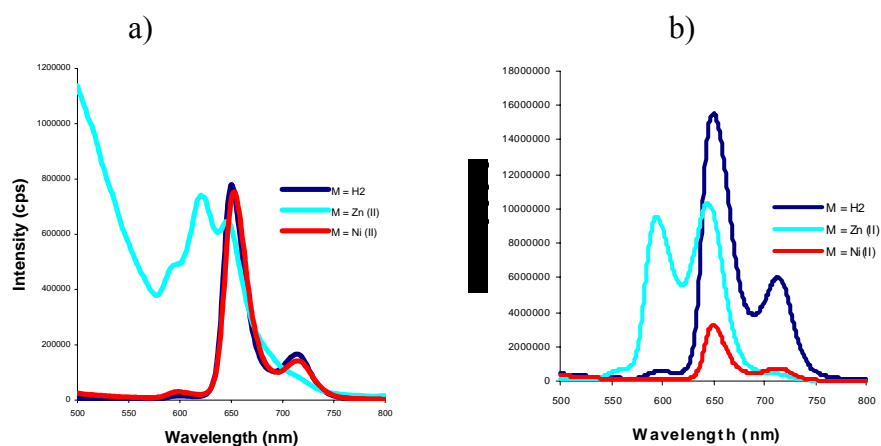 a)
1200000
1000000
800000
600000
400000
200000
0
500 550 600 650 700 750 800
Intensity (cps)
Wavelength (nm)
M = H2
M = Zn (II)
M = Ni (II)
b)
18000000
16000000
14000000
12000000
10000000
8000000
6000000
4000000
2000000
0
500 550 600 650 700 750 800
Wavelength (nm)
M = H2
M = Zn (II)
M = Ni (II)